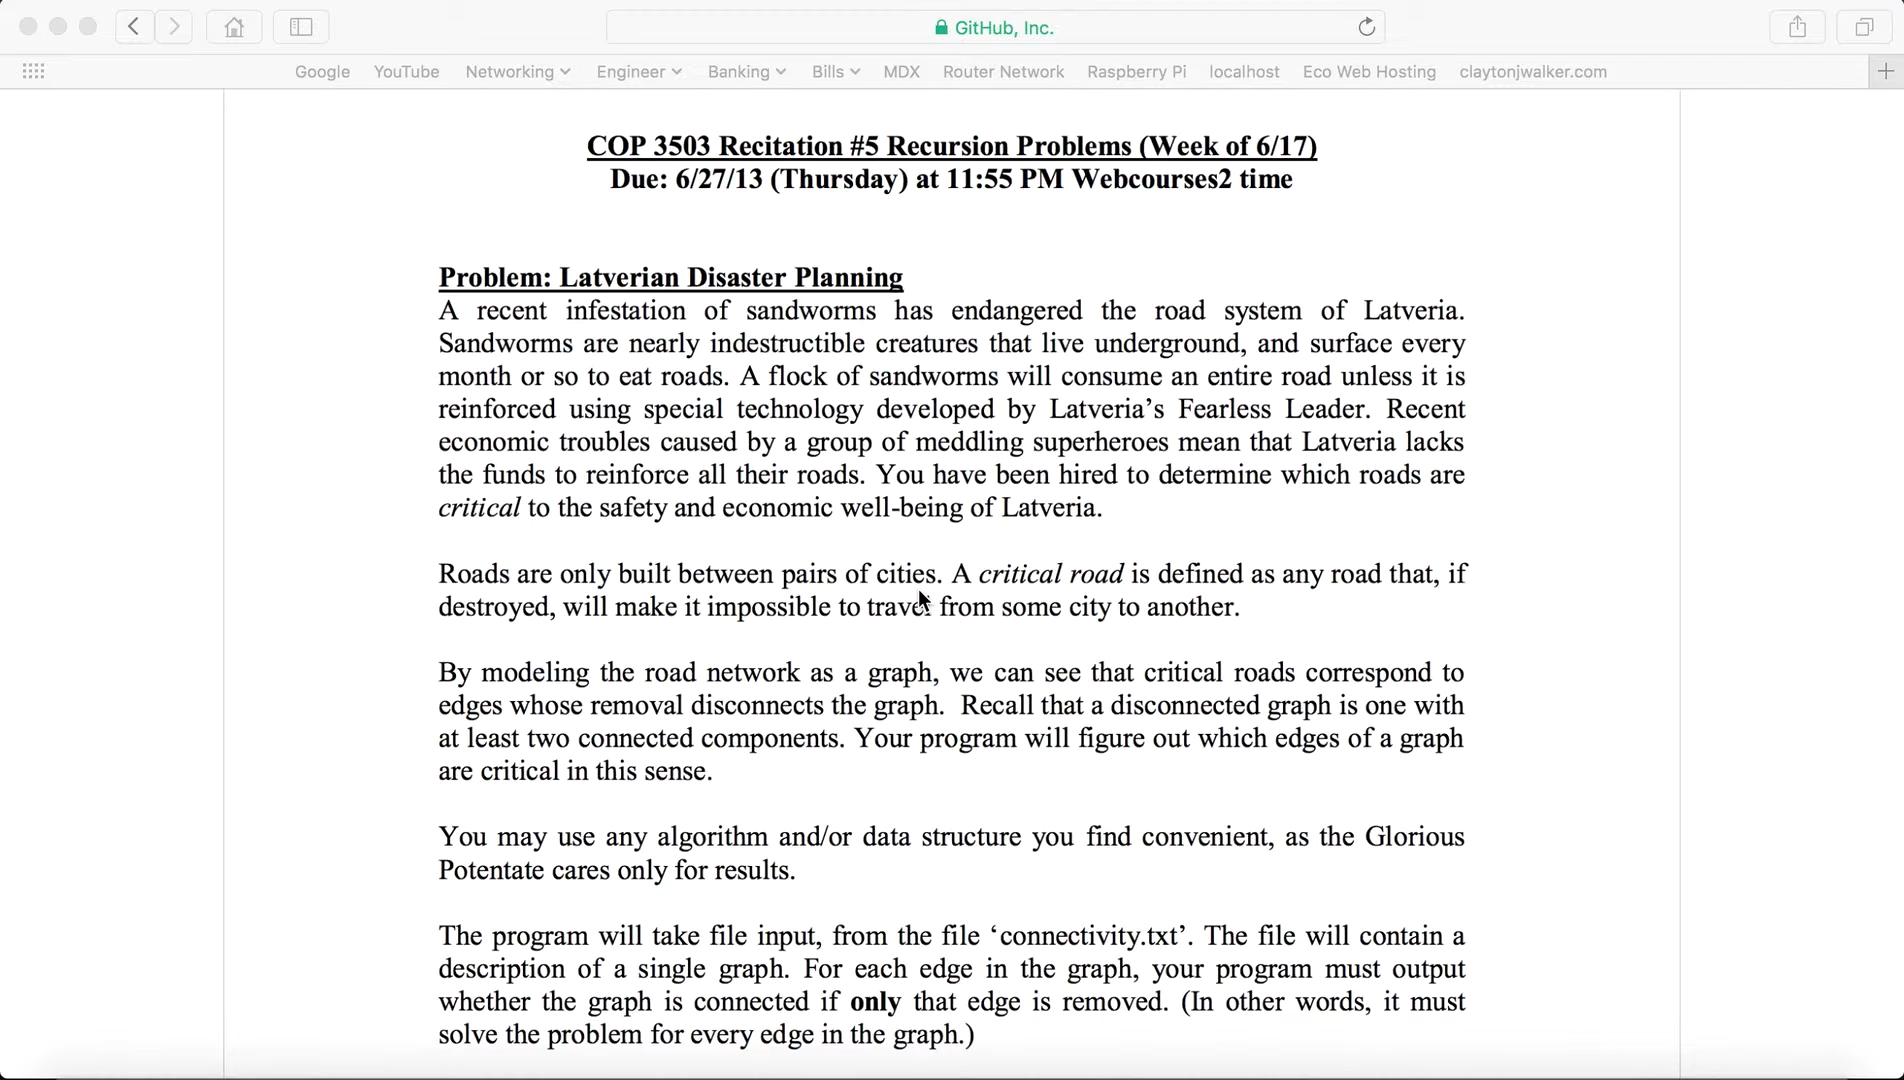 GitHub, Inc.
Google YouTube Networking Engineer Banking Bills MDX Router Network Raspberry Pi localhost Eco Web Hosting claytonjwalker.com
COP 3503 Recitation #5 Recursion Problems (Week of 6/17)
Due: 6/27/13 (Thursday) at 11:55 PM Webcourses2 time
Problem: Latverian Disaster Planning
A recent infestation of sandworms has endangered the road system of Latveria.
Sandworms are nearly indestructible creatures that live underground, and surface every
month or so to eat roads. A flock of sandworms will consume an entire road unless it is
reinforced using special technology developed by Latveria's Fearless Leader. Recent
economic troubles caused by a group of meddling superheroes mean that Latveria lacks
the funds to reinforce all their roads. You have been hired to determine which roads are
critical to the safety and economic well-being of Latveria.
Roads are only built between pairs of cities. A critical road is defined as any road that, if
destroyed, will make it impossible to travel from some city to another.
By modeling the road network as a graph, we can see that critical roads correspond to
edges whose removal disconnects the graph. Recall that a disconnected graph is one with
at least two connected components. Your program will figure out which edges of a graph
are critical in this sense.
You may use any algorithm and/or data structure you find convenient, as the Glorious
Potentate cares only for results.
The program will take file input, from the file ‘connectivity.txt’. The file will contain a
description of a single graph. For each edge in the graph, your program must output
whether the graph is connected if only that edge is removed. (In other words, it must
solve the problem for every edge in the graph.)